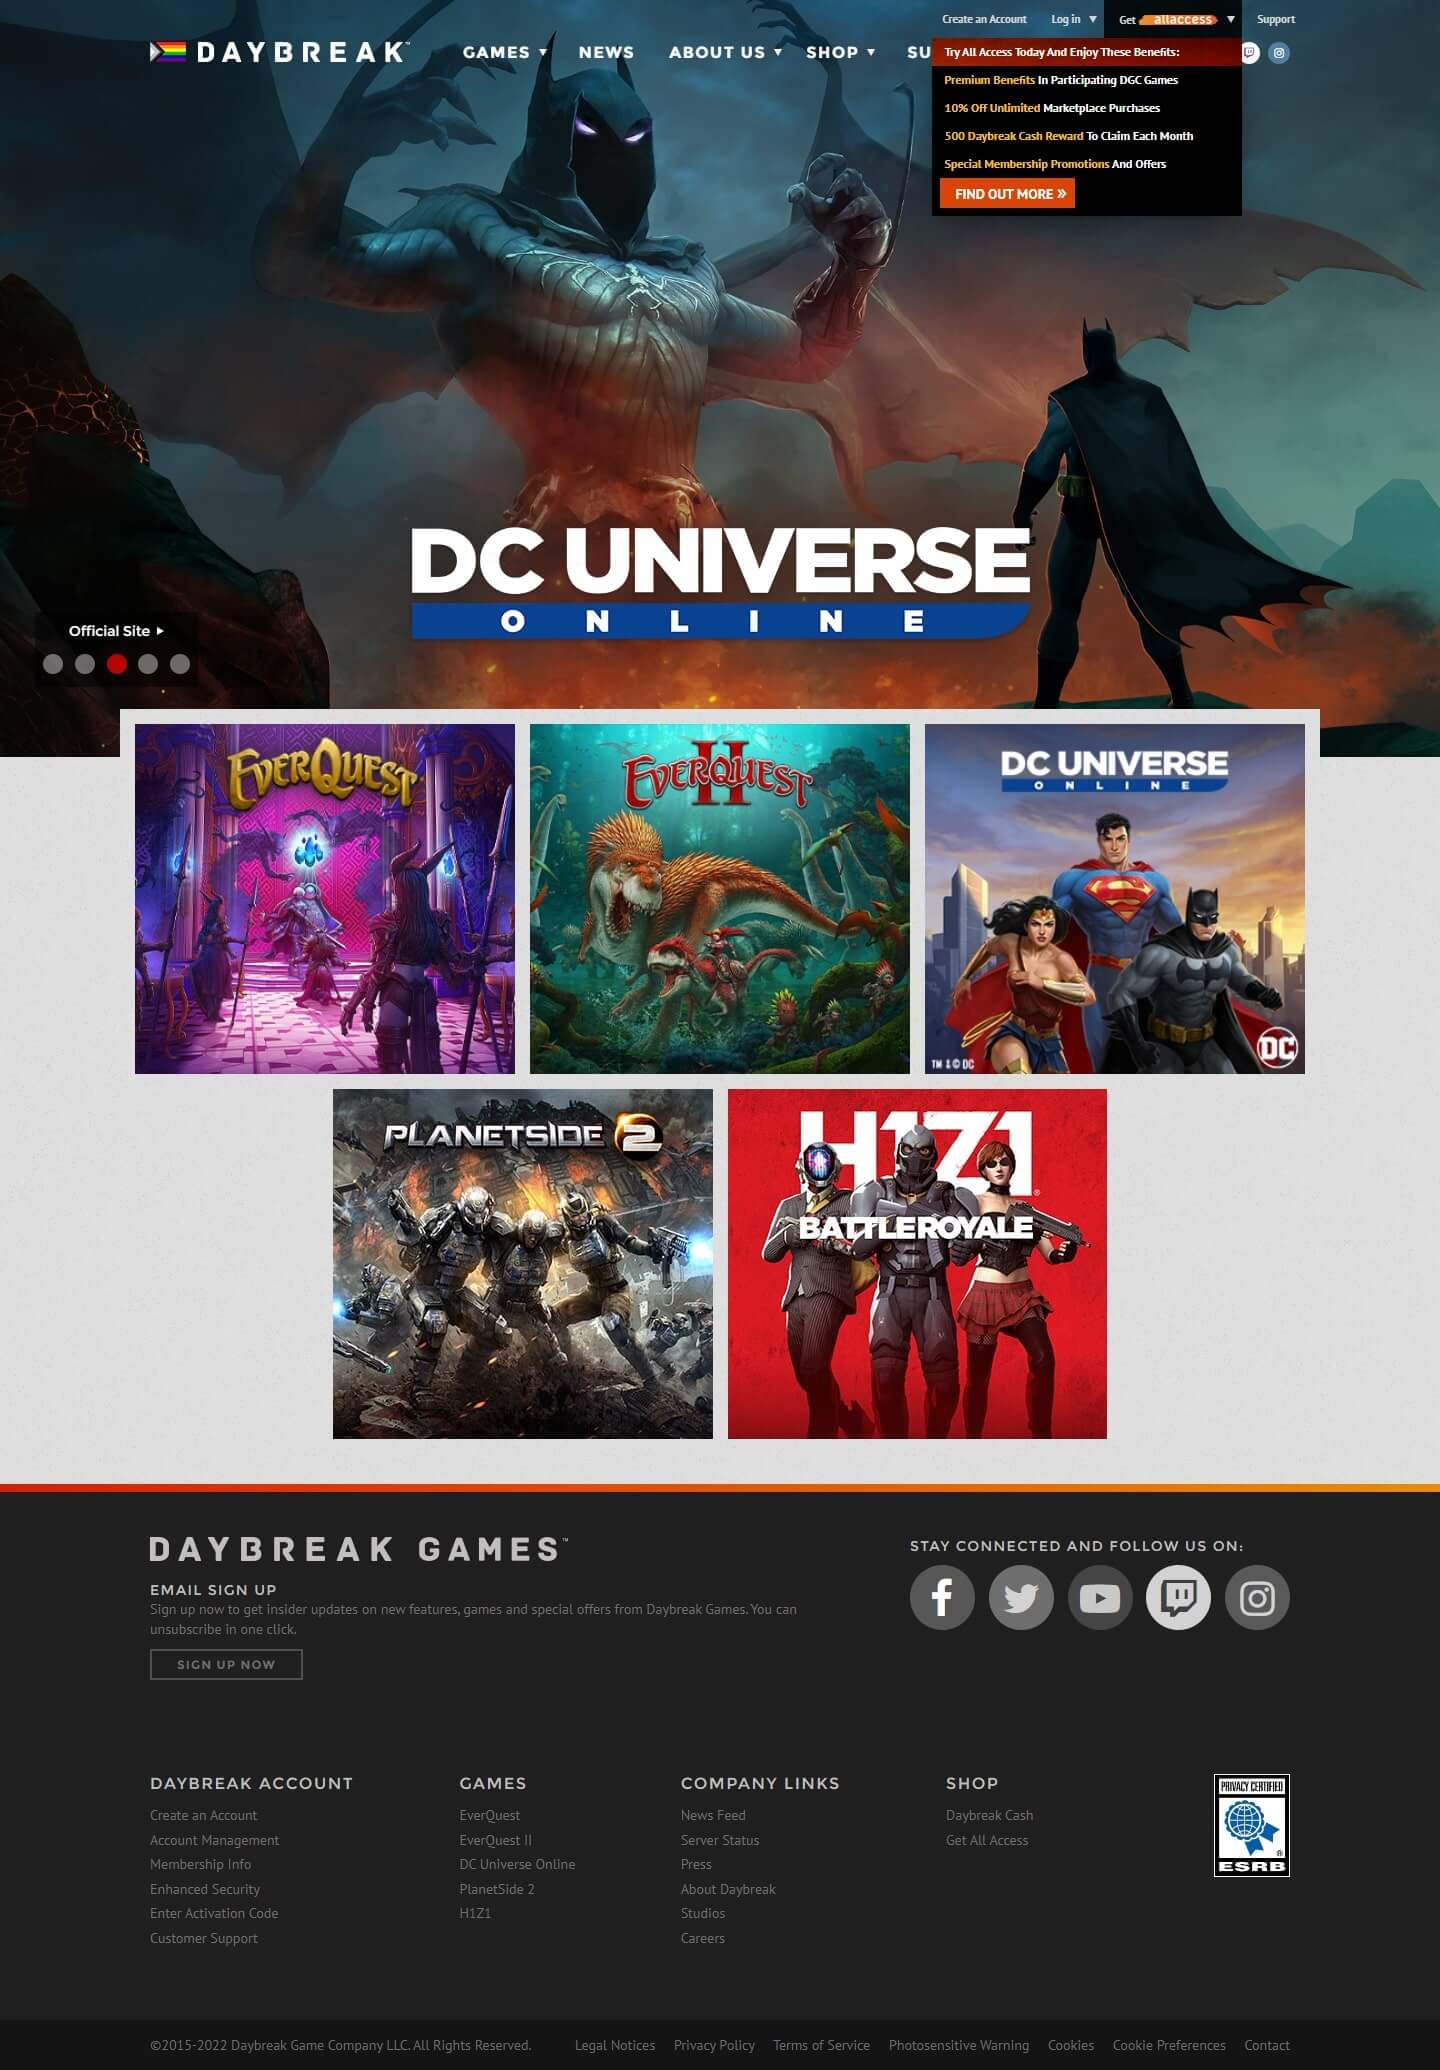 Create an Account Log in Get allaccess Support
DAYBREAK™ GAMES NEWS ABOUT US SHOP SU
Try All Access Today And Enjoy These Benefits:
Premium Benefits In Participating DGC Games
10% Off Unlimited Marketplace Purchases
500 Daybreak Cash Reward To Claim Each Month
Special Membership Promotions And Offers
FIND OUT MORE »
DC UNIVERSE
ONLINE
Official Site
EVERQUEST
EVERQUEST II
DC UNIVERSE
ONLINE
DC
TM & © DC
PLANETSIDE 2
H1Z1®
BATTLE ROYALE
DAYBREAK GAMES™
EMAIL SIGN UP
Sign up now to get insider updates on new features, games and special offers from Daybreak Games. You can
unsubscribe in one click.
SIGN UP NOW
STAY CONNECTED AND FOLLOW US ON:
DAYBREAK ACCOUNT
Create an Account
Account Management
Membership Info
Enhanced Security
Enter Activation Code
Customer Support
GAMES
EverQuest
EverQuest II
DC Universe Online
PlanetSide 2
H1Z1
COMPANY LINKS
News Feed
Server Status
Press
About Daybreak
Studios
Careers
SHOP
Daybreak Cash
Get All Access
PRIVACY CERTIFIED
®
ESRB
©2015-2022 Daybreak Game Company LLC. All Rights Reserved. Legal Notices Privacy Policy Terms of Service Photosensitive Warning Cookies Cookie Preferences Contact